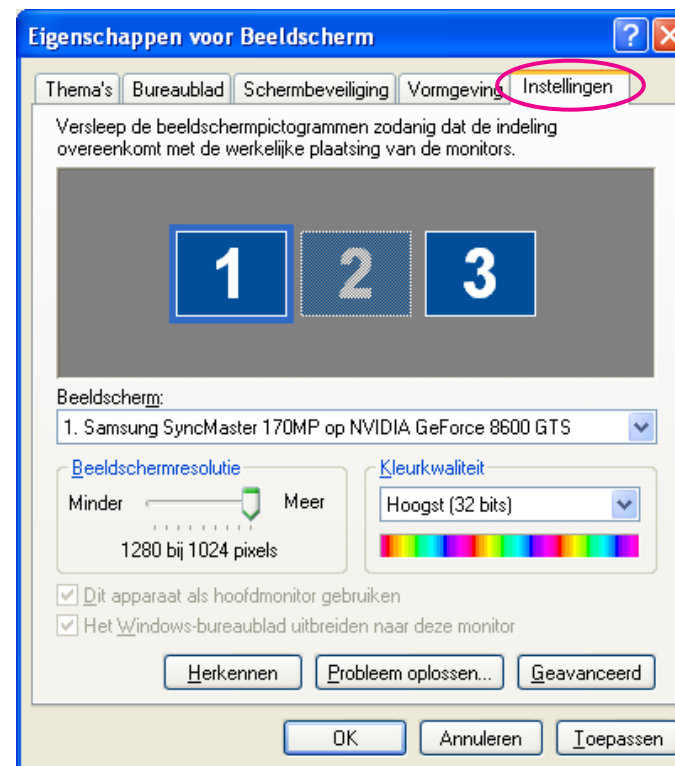 Eigenschappen voor Beeldscherm
Thema's Bureaublad Schermbeveiliging Vormgeving Instellingen
Versleep de beeldschermpictogrammen zodanig dat de indeling
overeenkomt met de werkelijke plaatsing van de monitors.
1 2 3
Beeldscherm:
1. Samsung SyncMaster 170MP op NVIDIA GeForce 8600 GTS
Beeldschermresolutie Kleurkwaliteit
Minder Meer Hoogst (32 bits)
1280 bij 1024 pixels
Dit apparaat als hoofdmonitor gebruiken
Het Windows-bureaublad uitbreiden naar deze monitor
Herkennen Probleem oplossen... Geavanceerd
OK Annuleren Toepassen